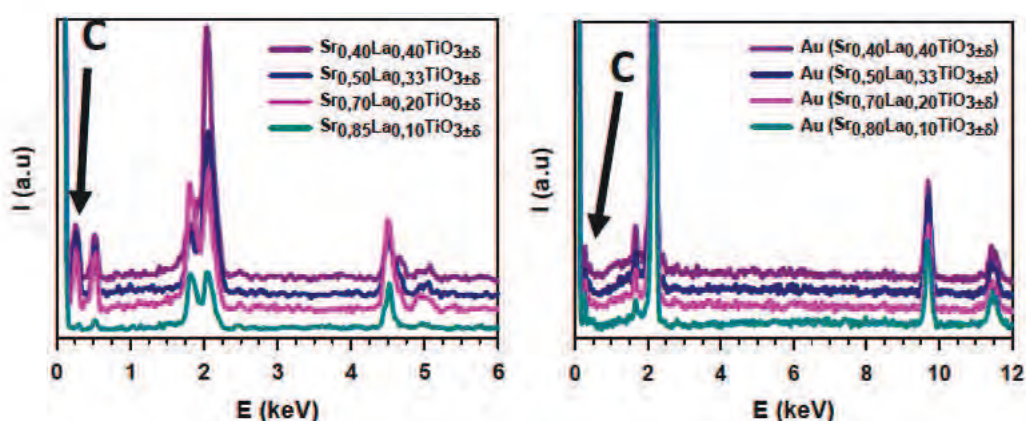 C
Sr0,40La0,40TiO3±δ
Sr0,50La0,33TiO3±δ
Sr0,70La0,20TiO3±δ
Sr0,85La0,10TiO3±δ
I (a.u)
0 1 2 3 4 5 6
E (keV)
C
Au (Sr0,40La0,40TiO3±δ)
Au (Sr0,50La0,33TiO3±δ)
Au (Sr0,70La0,20TiO3±δ)
Au (Sr0,80La0,10TiO3±δ)
I (a.u)
0 2 4 6 8 10 12
E (keV)